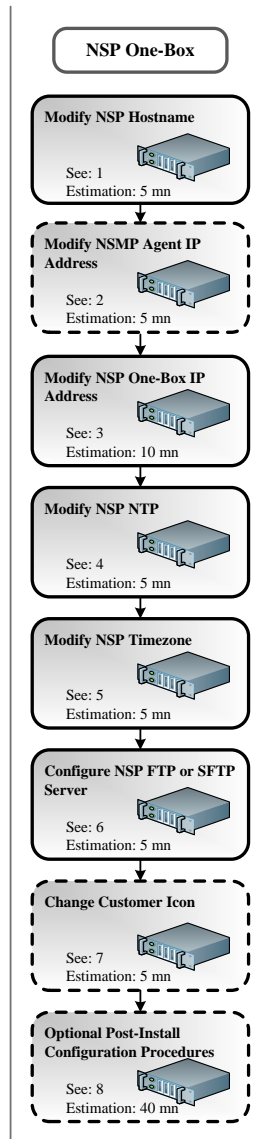 NSP One-Box
Modify NSP Hostname
See: 1
Estimation: 5 mn
Modify NSMP Agent IP
Address
See: 2
Estimation: 5 mn
Modify NSP One-Box IP
Address
See: 3
Estimation: 10 mn
Modify NSP NTP
See: 4
Estimation: 5 mn
Modify NSP Timezone
See: 5
Estimation: 5 mn
Configure NSP FTP or SFTP
Server
See: 6
Estimation: 5 mn
Change Customer Icon
See: 7
Estimation: 5 mn
Optional Post-Install
Configuration Procedures
See: 8
Estimation: 40 mn